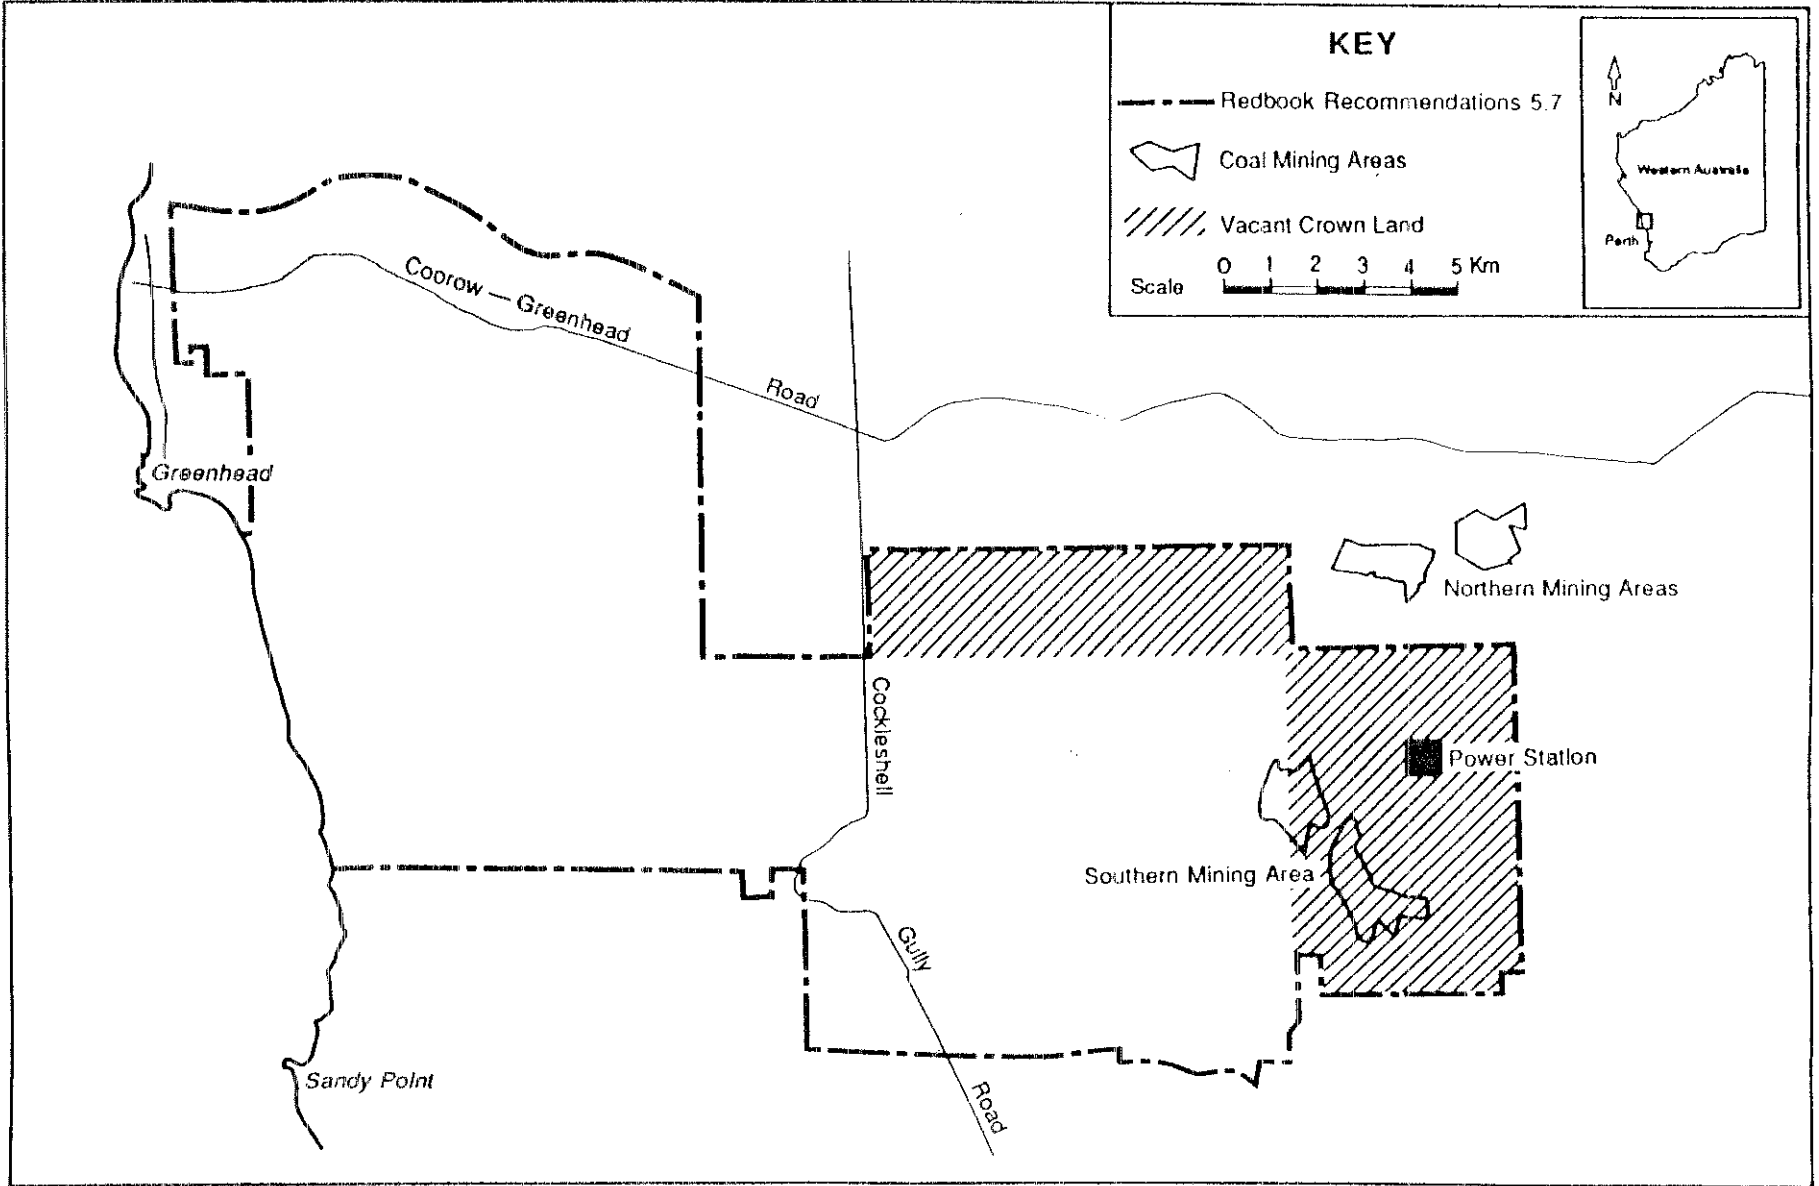 KEY
Redbook Recommendations 5.7
Coal Mining Areas
Vacant Crown Land
0 1 2 3 4 5 Km
Scale
N
Western Australia
Perth
Coorow — Greenhead
Road
Greenhead
Northern Mining Areas
Cockleshell
Power Station
Southern Mining Area
Gully
Road
Sandy Point